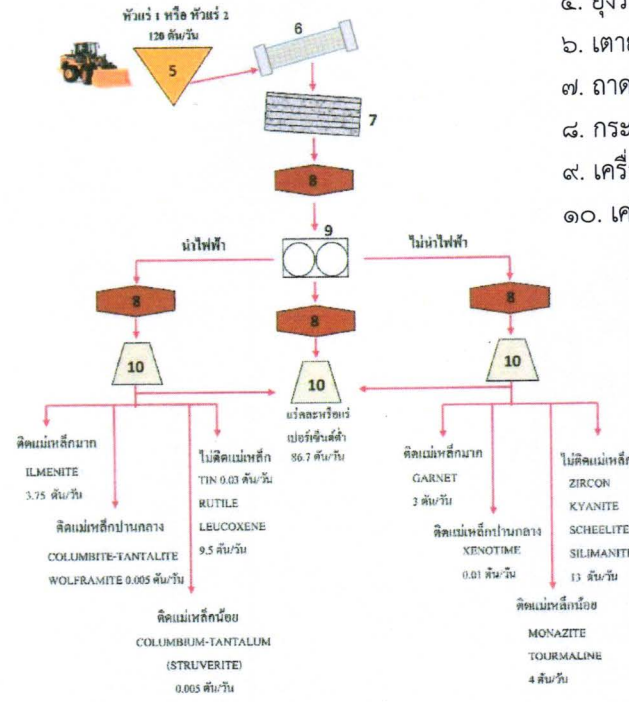 หัวแร่ 1 หรือ หัวแร่ 2
120 ตัน/วัน
5
6
7
8
9
นำไฟฟ้า
ไม่นำไฟฟ้า
8
8
8
10
10
10
แร่คละหรือแร่
เปอร์เซ็นต์ต่ำ
86.7 ตัน/วัน
ติดแม่เหล็กมาก
ILMENITE
3.75 ตัน/วัน
ติดแม่เหล็กปานกลาง
COLUMBITE-TANTALITE
WOLFRAMITE 0.005 ตัน/วัน
ไม่ติดแม่เหล็ก
TIN 0.03 ตัน/วัน
RUTILE
LEUCOXENE
9.5 ตัน/วัน
ติดแม่เหล็กน้อย
COLUMBIUM-TANTALUM
(STRUVERITE)
0.005 ตัน/วัน
ติดแม่เหล็กมาก
GARNET
3 ตัน/วัน
ติดแม่เหล็กปานกลาง
XENOTIME
0.01 ตัน/วัน
ไม่ติดแม่เหล็ก
ZIRCON
KYANITE
SCHEELITE
SILIMANITE
13 ตัน/วัน
ติดแม่เหล็กน้อย
MONAZITE
TOURMALINE
4 ตัน/วัน
๖. เตา
๗. ถาด
๘. กระ
๙. เครื่
๑๐. เค